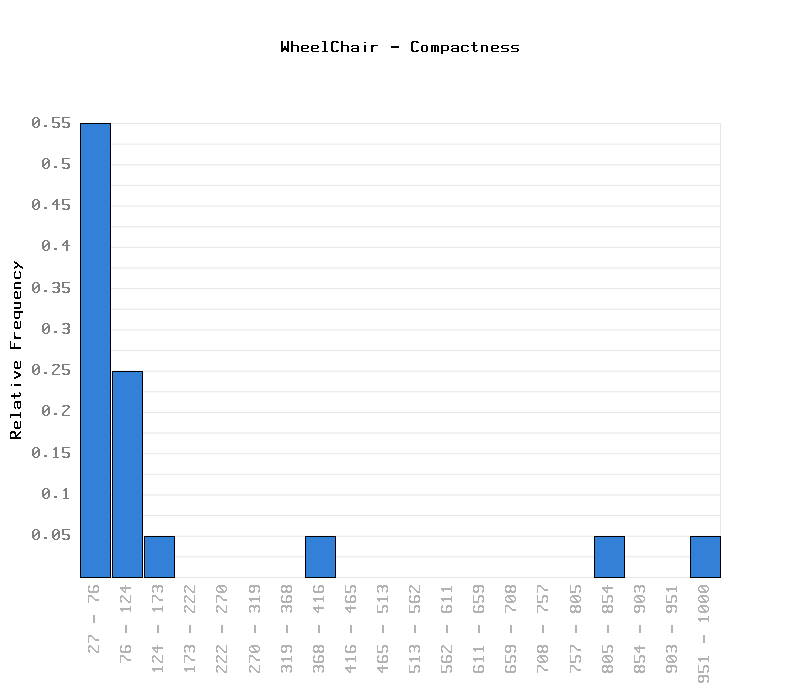 WheelChair - Compactness
Relative Frequency
0.55
0.5
0.45
0.4
0.35
0.3
0.25
0.2
0.15
0.1
0.05
27 - 76
76 - 124
124 - 173
173 - 222
222 - 270
270 - 319
319 - 368
368 - 416
416 - 465
465 - 513
513 - 562
562 - 611
611 - 659
659 - 708
708 - 757
757 - 805
805 - 854
854 - 903
903 - 951
951 - 1000